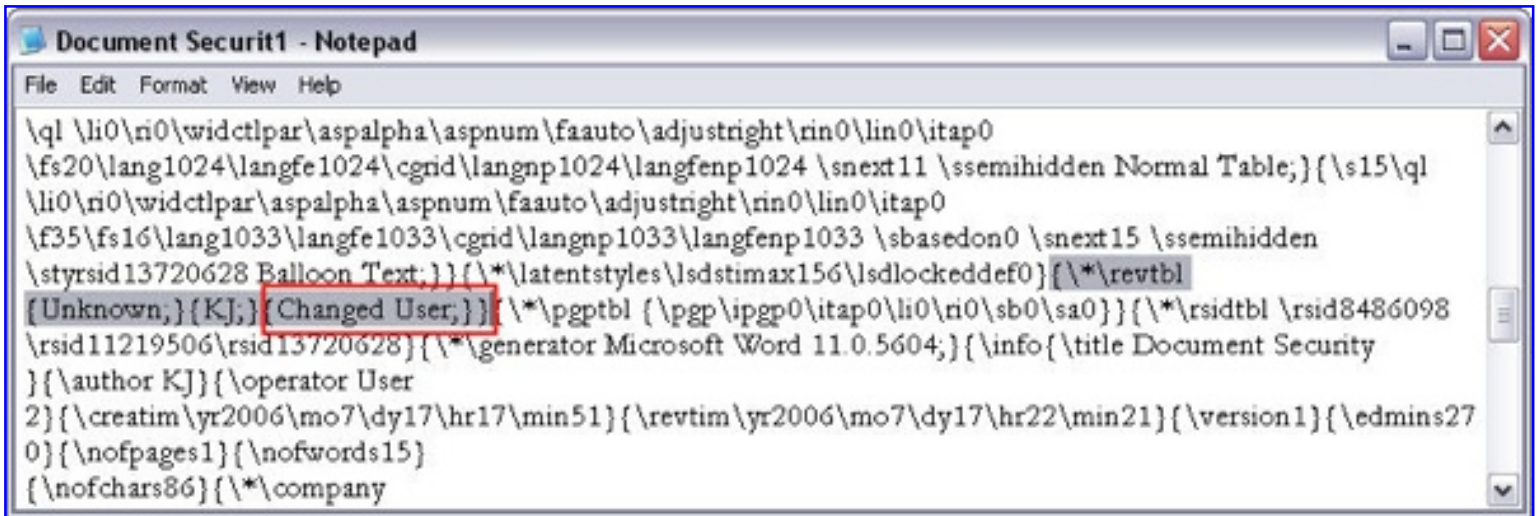 Document Securit1 - Notepad
File Edit Format View Help
\ql \li0\ri0\widctlpar\aspalpha\aspnum\faauto\adjustright\rin0\lin0\itap0
\fs20\lang1024\langfe1024\cgrid\langnp1024\langfenp1024 \snext11 \ssemihidden Normal Table;}{\s15\ql
\li0\ri0\widctlpar\aspalpha\aspnum\faauto\adjustright\rin0\lin0\itap0
\f35\fs16\lang1033\langfe1033\cgrid\langnp1033\langfenp1033 \sbasedon0 \snext15 \ssemihidden
\styrsid13720628 Balloon Text;}}{\*\latentstyles\lsdstimax156\lsdlockeddef0}{\*\revtbl
{Unknown;}{KJ;}{Changed User;}}{\*\pgptbl {\pgp\ipgp0\itap0\li0\ri0\sb0\sa0}}{\*\rsidtbl \rsid8486098
\rsid11219506\rsid13720628}{\*\generator Microsoft Word 11.0.5604;}{\info{\title Document Security
}{\author KJ}{\operator User
2}{\creatim\yr2006\mo7\dy17\hr17\min51}{\revtim\yr2006\mo7\dy17\hr22\min21}{\version1}{\edmins27
0}{\nofpages1}{\nofwords15}
{\nofchars86}{\*\company